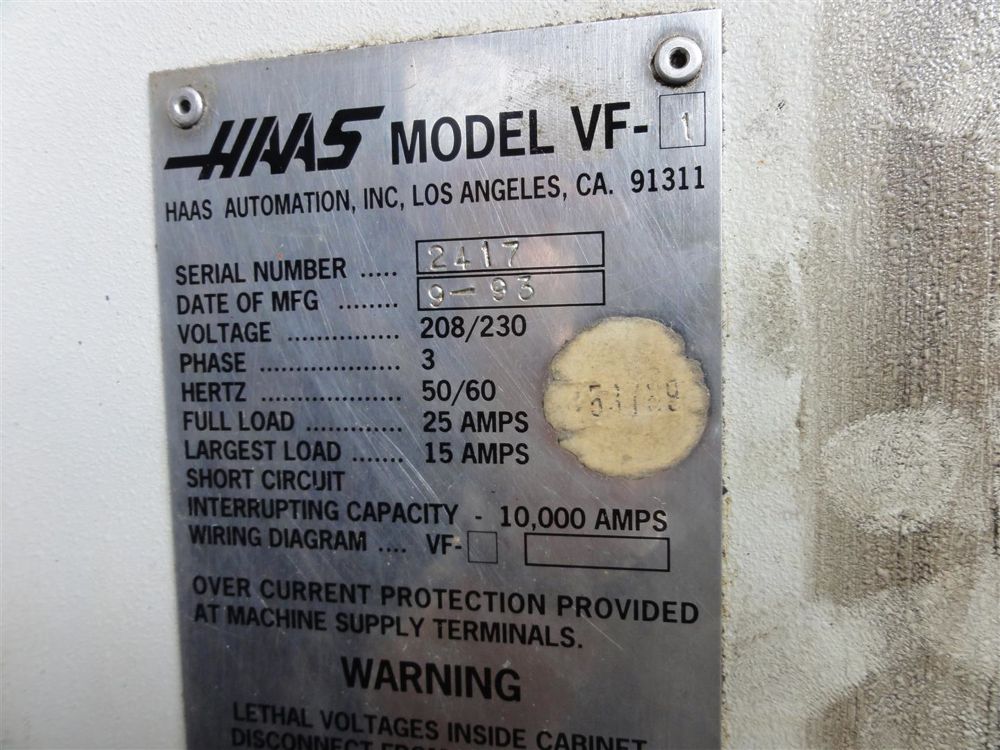 HAAS MODEL VF-1
HAAS AUTOMATION, INC, LOS ANGELES, CA. 91311
SERIAL NUMBER ..... 2417
DATE OF MFG ........ 9-93
VOLTAGE ............... 208/230
PHASE .................... 3
HERTZ .................... 50/60
FULL LOAD ............. 25 AMPS
LARGEST LOAD ....... 15 AMPS
SHORT CIRCUIT
INTERRUPTING CAPACITY - 10,000 AMPS
WIRING DIAGRAM .... VF-
OVER CURRENT PROTECTION PROVIDED
AT MACHINE SUPPLY TERMINALS.
WARNING
LETHAL VOLTAGES INSIDE CABINET
DISCONNECT FROM